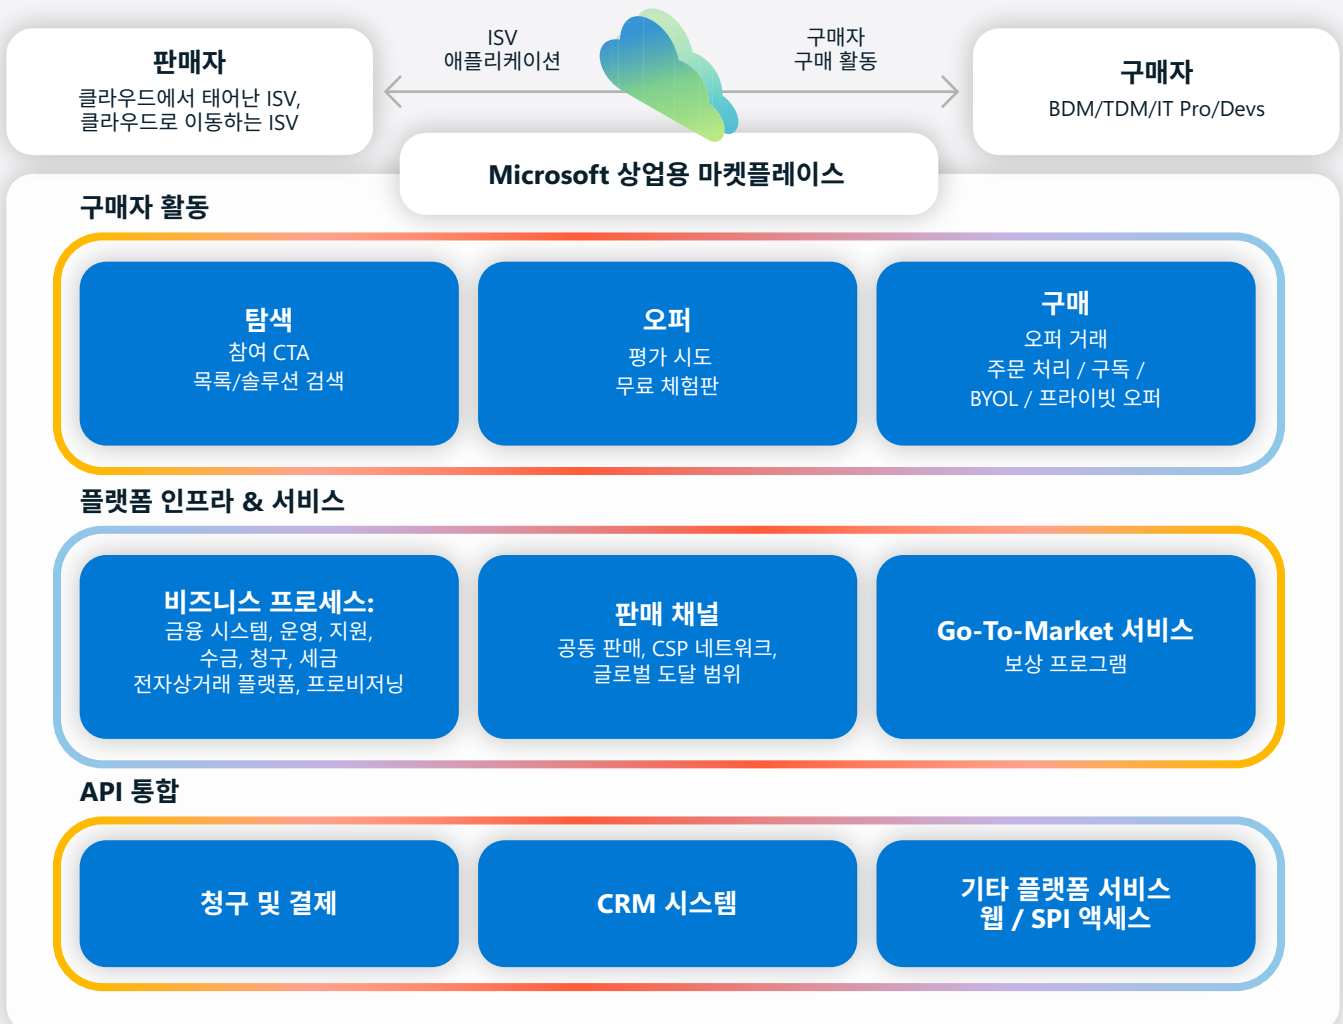 판매자
클라우드에서 태어난 ISV,
클라우드로 이동하는 ISV
ISV
애플리케이션
구매자
구매 활동
구매자
BDM/TDM/IT Pro/Devs
Microsoft 상업용 마켓플레이스
구매자 활동
탐색
참여 CTA
목록/솔루션 검색
오퍼
평가 시도
무료 체험판
구매
오퍼 거래
주문 처리 / 구독 /
BYOL / 프라이빗 오퍼
플랫폼 인프라 & 서비스
비즈니스 프로세스:
금융 시스템, 운영, 지원,
수금, 청구, 세금
전자상거래 플랫폼, 프로비저닝
판매 채널
공동 판매, CSP 네트워크,
글로벌 도달 범위
Go-To-Market 서비스
보상 프로그램
API 통합
청구 및 결제
CRM 시스템
기타 플랫폼 서비스
웹 / SPI 액세스